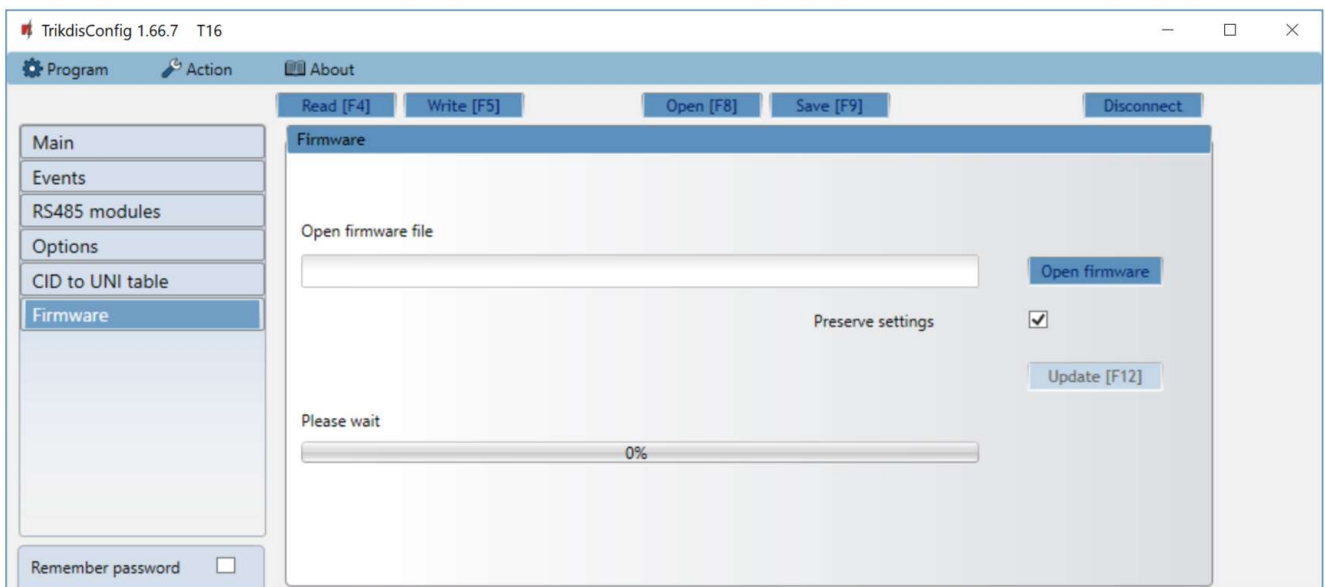 TrikdisConfig 1.66.7 T16
Program Action About
Read [F4] Write [F5] Open [F8] Save [F9] Disconnect
Main
Events
RS485 modules
Options
CID to UNI table
Firmware
Remember password
Firmware
Open firmware file
Open firmware
Preserve settings
Update [F12]
Please wait
0%